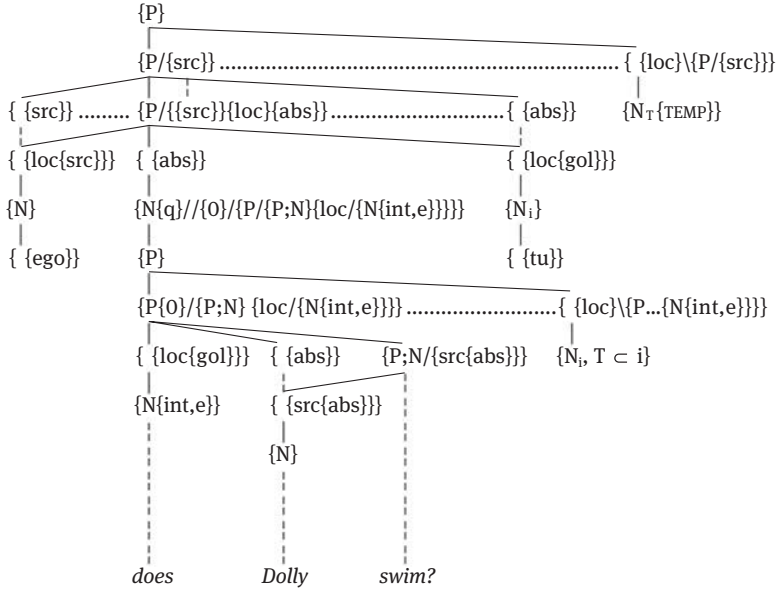 {P}
{P/{src}} ........ { {loc}\{P/{src}}}
{ {src}} ........ {P/{{src}}{loc}{abs}} ........ { {abs}} {N_T{TEMP}}
{ {loc{src}}} { {abs}} { {loc{gol}}}
{N} {N{q}//{0}/{P/{P;N}{loc/{N{int,e}}}}} {N_i}
{ {ego}} {P} { {tu}}
{P{0}/{P;N} {loc/{N{int,e}}}} ........ { {loc}\{P...{N{int,e}}}}
{ {loc{gol}}} { {abs}} {P;N/{src{abs}}} {N_i, T ⊂ i}
{N{int,e}} { {src{abs}}}
{N}
does Dolly swim?